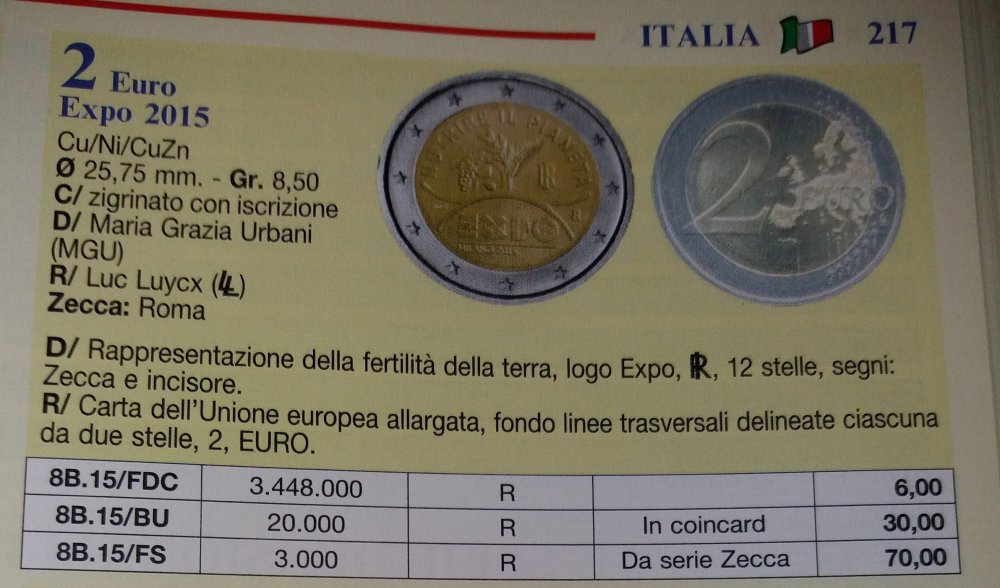 ITALIA 217
2 Euro
Expo 2015
Cu/Ni/CuZn
Ø 25,75 mm. - Gr. 8,50
C/ zigrinato con iscrizione
D/ Maria Grazia Urbani
(MGU)
R/ Luc Luycx (LL)
Zecca: Roma
NUTRIRE IL PIANETA
RI
EXPO
2 EURO
D/ Rappresentazione della fertilità della terra, logo Expo, RI, 12 stelle, segni:
Zecca e incisore.
R/ Carta dell'Unione europea allargata, fondo linee trasversali delineate ciascuna
da due stelle, 2, EURO.
8B.15/FDC 3.448.000 R 6,00
8B.15/BU 20.000 R In coincard 30,00
8B.15/FS 3.000 R Da serie Zecca 70,00